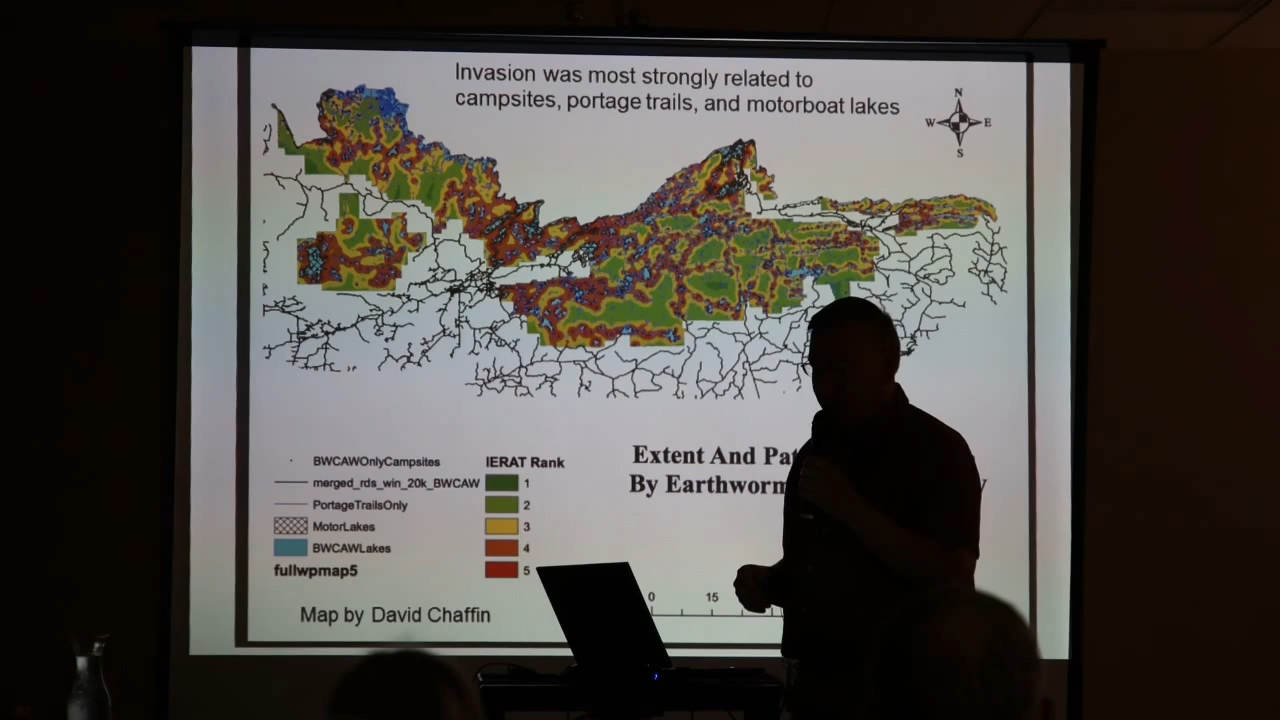 Invasion was most strongly related to
campsites, portage trails, and motorboat lakes
N
W E
S
BWCAWOnlyCampsites
merged_rds_win_20k_BWCAW
PortageTrailsOnly
MotorLakes
BWCAWLakes
fullwpmap5
IERAT Rank
1
2
3
4
5
Extent And
By Earthworm
0 15
Map by David Chaffin